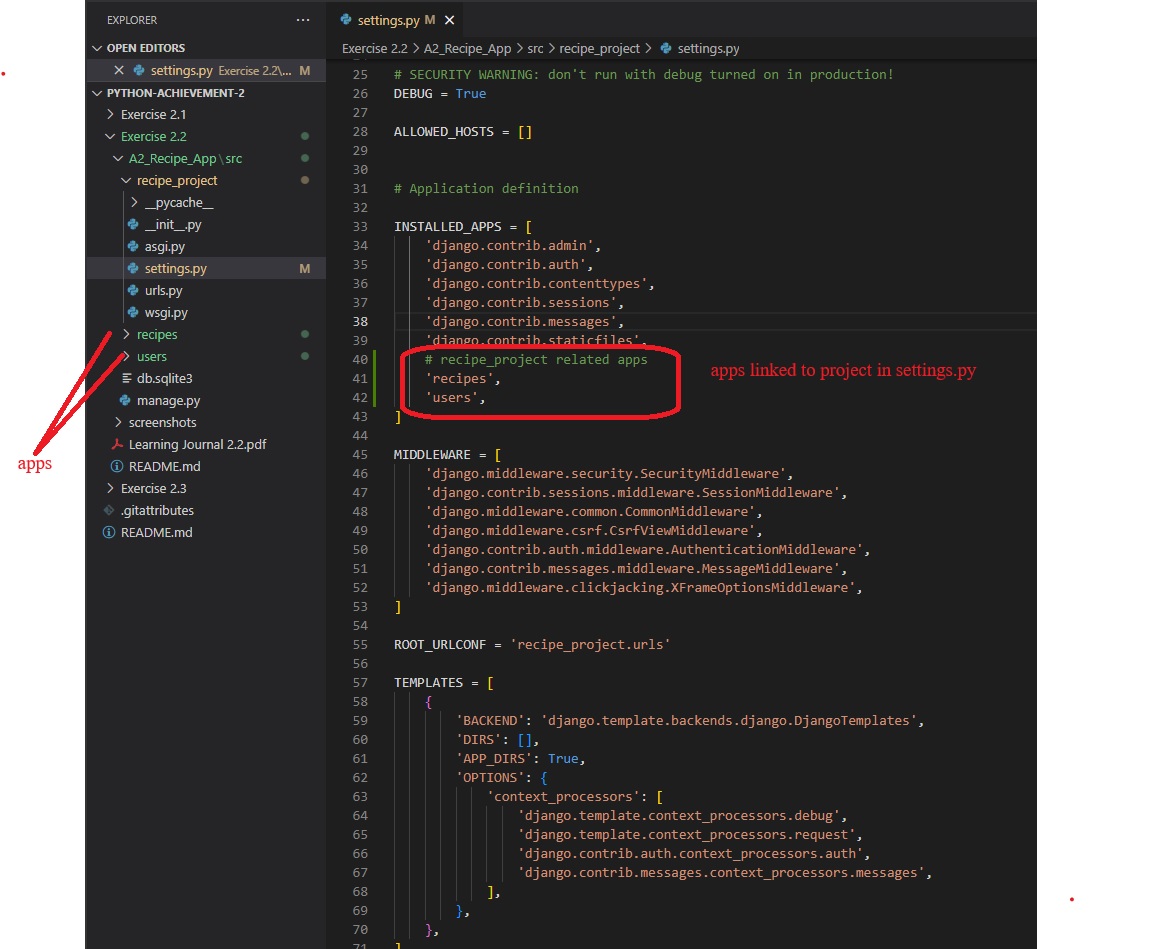 EXPLORER ···
OPEN EDITORS
settings.py Exercise 2.2\... M
PYTHON-ACHIEVEMENT-2
Exercise 2.1
Exercise 2.2
A2_Recipe_App\src
recipe_project
__pycache__
__init__.py
asgi.py
settings.py M
urls.py
wsgi.py
recipes
users
db.sqlite3
manage.py
screenshots
Learning Journal 2.2.pdf
README.md
Exercise 2.3
.gitattributes
README.md
apps
settings.py M
Exercise 2.2 > A2_Recipe_App > src > recipe_project > settings.py
25 # SECURITY WARNING: don't run with debug turned on in production!
26 DEBUG = True
27
28 ALLOWED_HOSTS = []
29
30
31 # Application definition
32
33 INSTALLED_APPS = [
34 'django.contrib.admin',
35 'django.contrib.auth',
36 'django.contrib.contenttypes',
37 'django.contrib.sessions',
38 'django.contrib.messages',
39 'django.contrib.staticfiles',
40 # recipe_project related apps
41 'recipes',
42 'users',
43 ]
apps linked to project in settings.py
44
45 MIDDLEWARE = [
46 'django.middleware.security.SecurityMiddleware',
47 'django.contrib.sessions.middleware.SessionMiddleware',
48 'django.middleware.common.CommonMiddleware',
49 'django.middleware.csrf.CsrfViewMiddleware',
50 'django.contrib.auth.middleware.AuthenticationMiddleware',
51 'django.contrib.messages.middleware.MessageMiddleware',
52 'django.middleware.clickjacking.XFrameOptionsMiddleware',
53 ]
54
55 ROOT_URLCONF = 'recipe_project.urls'
56
57 TEMPLATES = [
58 {
59 'BACKEND': 'django.template.backends.django.DjangoTemplates',
60 'DIRS': [],
61 'APP_DIRS': True,
62 'OPTIONS': {
63 'context_processors': [
64 'django.template.context_processors.debug',
65 'django.template.context_processors.request',
66 'django.contrib.auth.context_processors.auth',
67 'django.contrib.messages.context_processors.messages',
68 ],
69 },
70 },
71 ]